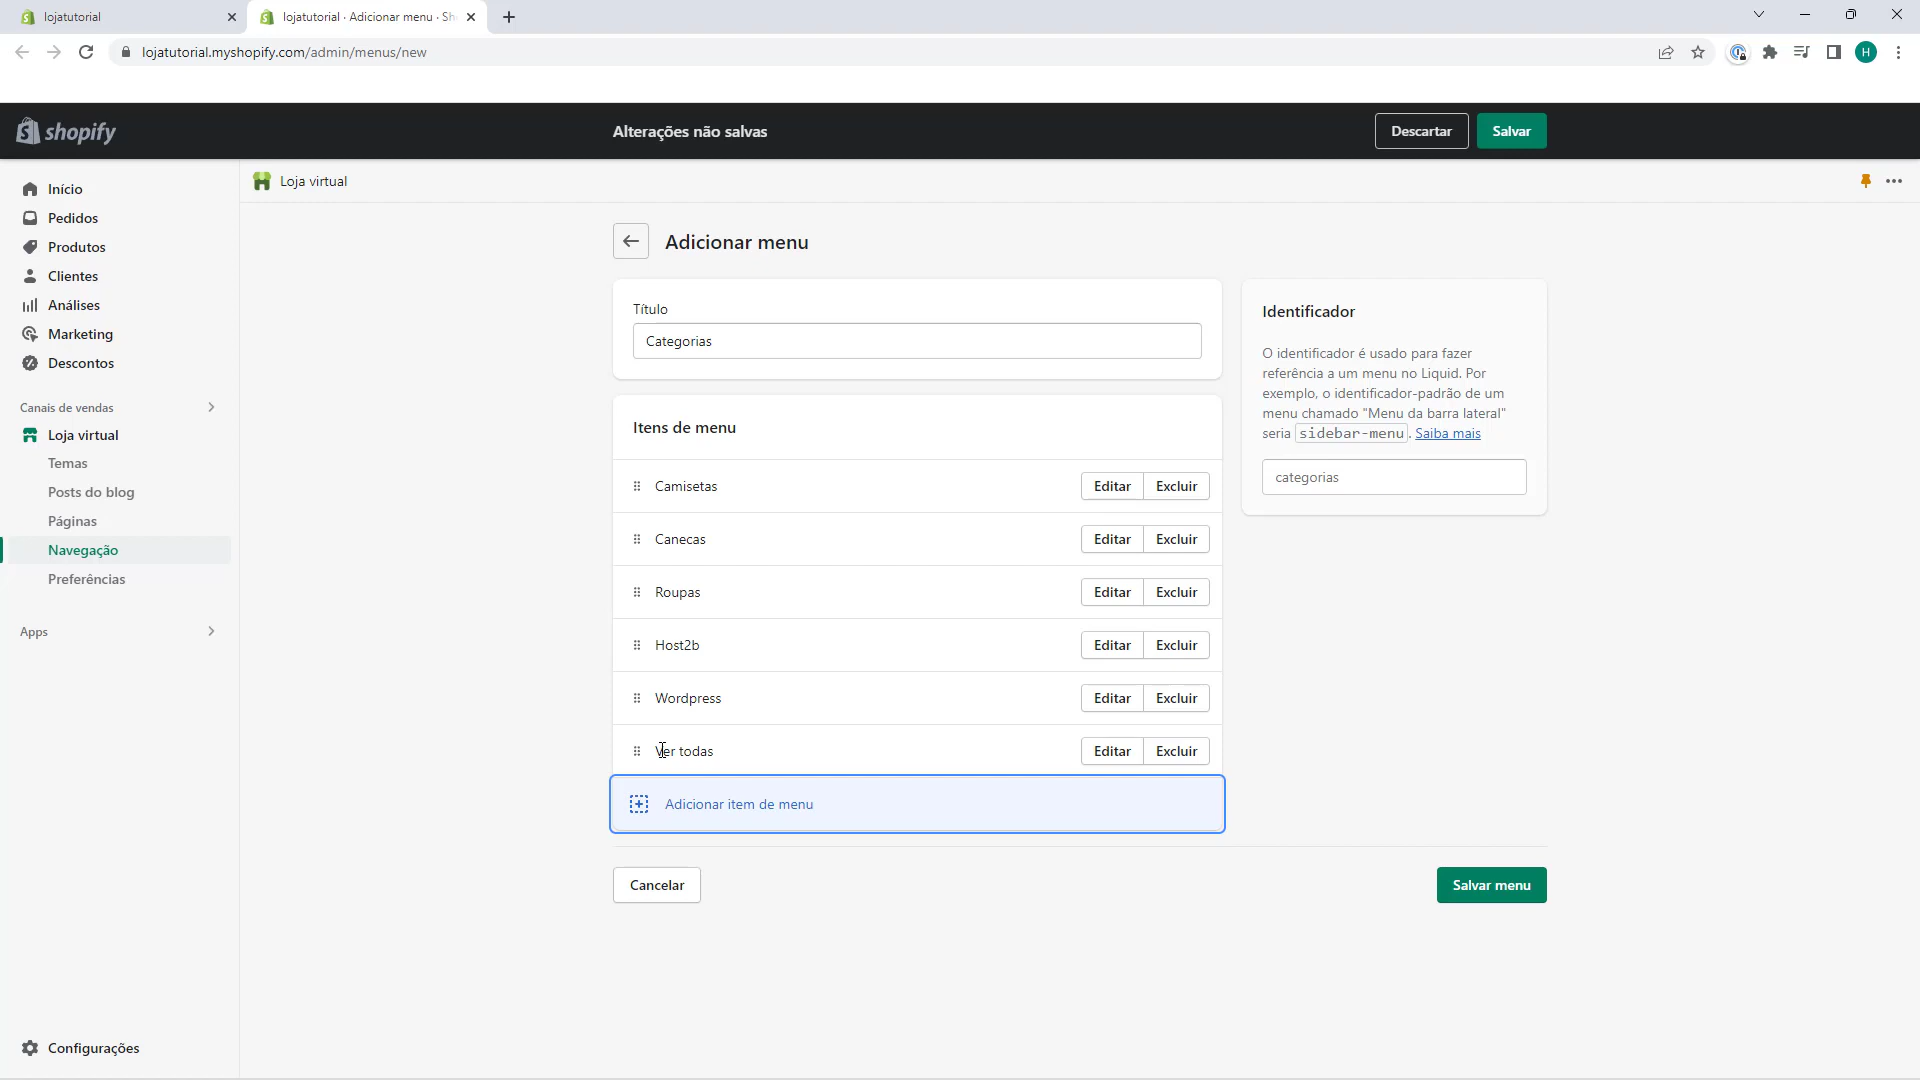 lojatutorial
lojatutorial · Adicionar menu · Sh
lojatutorial.myshopify.com/admin/menus/new
H
shopify
Alterações não salvas
Descartar
Salvar
Início
Pedidos
Produtos
Clientes
Análises
Marketing
Descontos
Canais de vendas
Loja virtual
Temas
Posts do blog
Páginas
Navegação
Preferências
Apps
Configurações
Loja virtual
Adicionar menu
Título
Categorias
Itens de menu
Camisetas Editar Excluir
Canecas Editar Excluir
Roupas Editar Excluir
Host2b Editar Excluir
Wordpress Editar Excluir
Ver todas Editar Excluir
Adicionar item de menu
Cancelar
Salvar menu
Identificador
O identificador é usado para fazer
referência a um menu no Liquid. Por
exemplo, o identificador-padrão de um
menu chamado "Menu da barra lateral"
seria sidebar-menu. Saiba mais
categorias